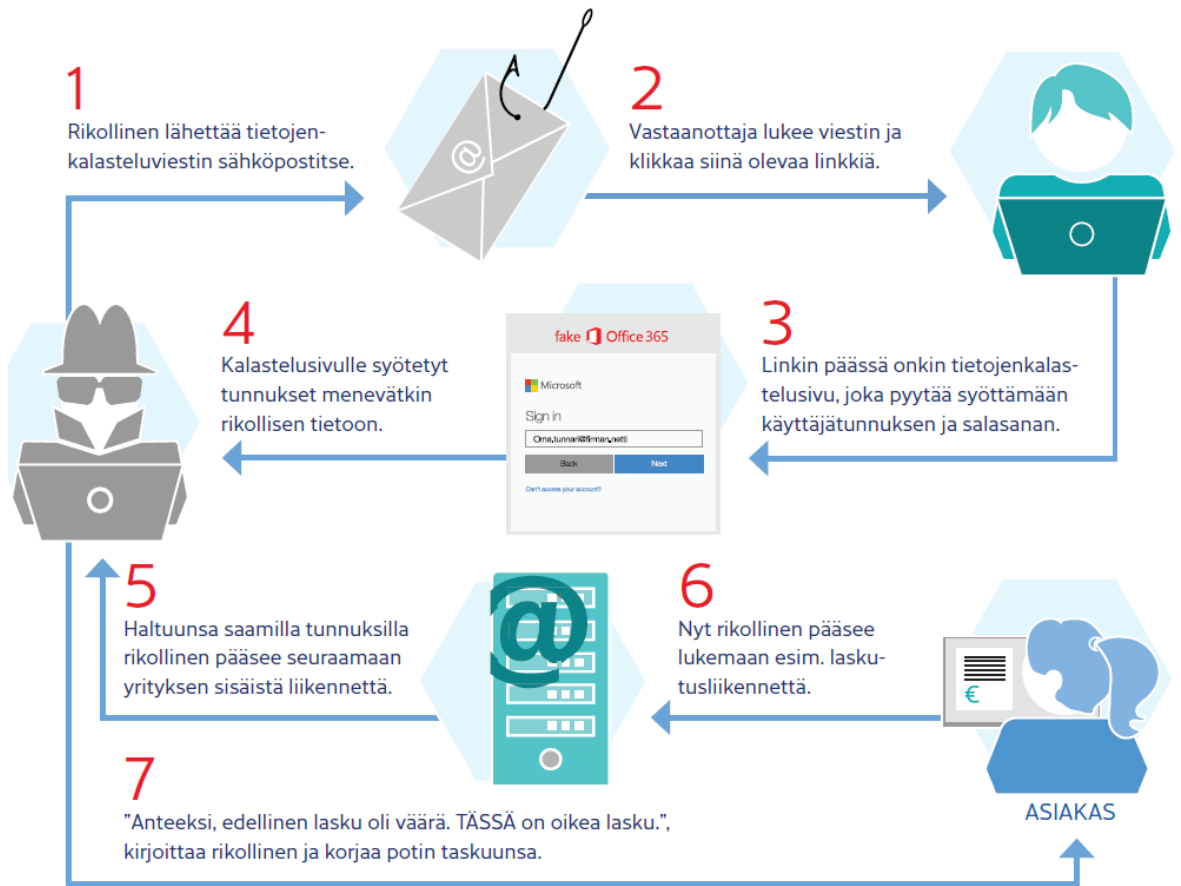 1
Rikollinen lähettää tietojen-
kalasteluviestin sähköpostitse.
@
2
Vastaanottaja lukee viestin ja
klikkaa siinä olevaa linkkiä.
3
Linkin päässä onkin tietojenkalas-
telusivu, joka pyytää syöttämään
käyttäjätunnuksen ja salasanan.
fake Office 365
Microsoft
Sign in
Oma.tunnari@firman.netti
Back Next
Can't access your account?
4
Kalastelusivulle syötetyt
tunnukset menevätkin
rikollisen tietoon.
5
Haltuunsa saamilla tunnuksilla
rikollinen pääsee seuraamaan
yrityksen sisäistä liikennettä.
@
6
Nyt rikollinen pääsee
lukemaan esim. lasku-
tusliikennettä.
€
ASIAKAS
7
”Anteeksi, edellinen lasku oli väärä. TÄSSÄ on oikea lasku.”,
kirjoittaa rikollinen ja korjaa potin taskuunsa.